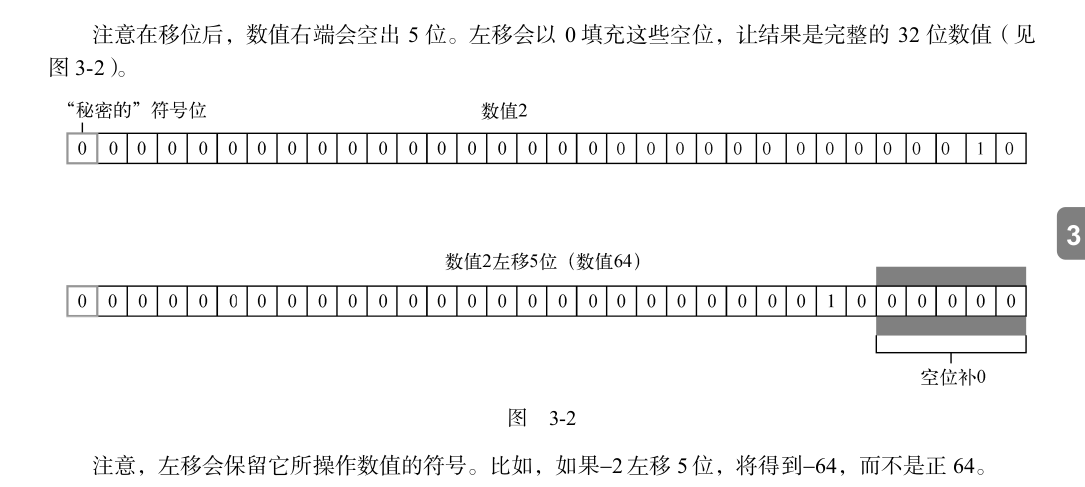 注意在移位后，数值右端会空出 5 位。左移会以 0 填充这些空位，让结果是完整的 32 位数值（见
图 3-2）。
“秘密的”符号位
数值2
0 0 0 0 0 0 0 0 0 0 0 0 0 0 0 0 0 0 0 0 0 0 0 0 0 0 0 0 0 0 1 0
3
数值2左移5位（数值64）
0 0 0 0 0 0 0 0 0 0 0 0 0 0 0 0 0 0 0 0 0 0 0 0 0 1 0 0 0 0 0 0
空位补0
图 3-2
注意，左移会保留它所操作数值的符号。比如，如果–2 左移 5 位，将得到–64，而不是正 64。